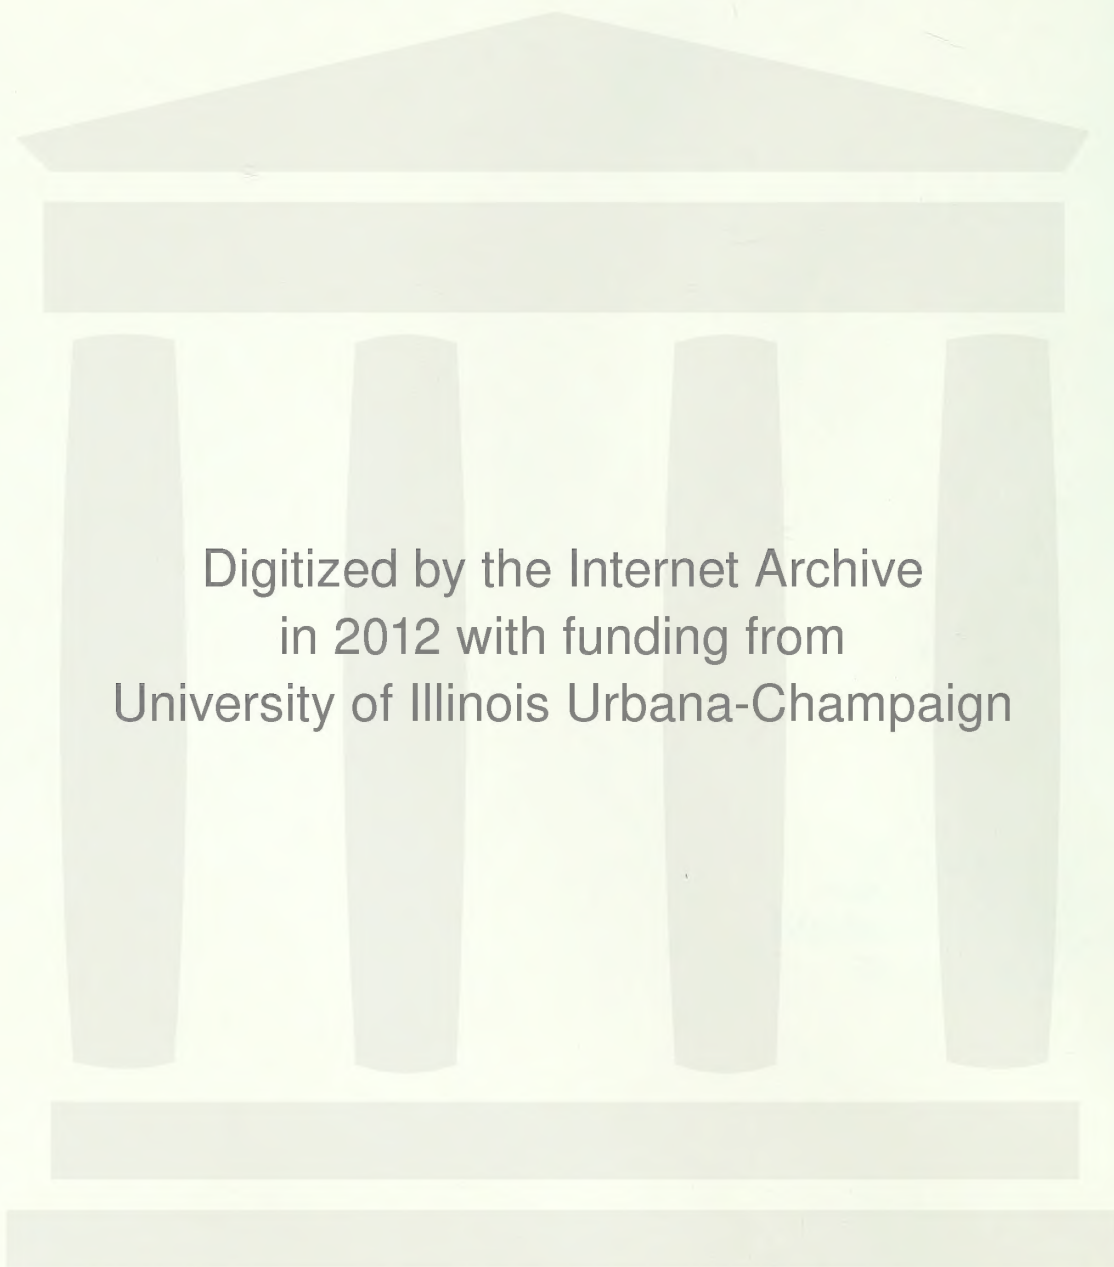 Digitized by the Internet Archive
in 2012 with funding from
University of Illinois Urbana-Champaign